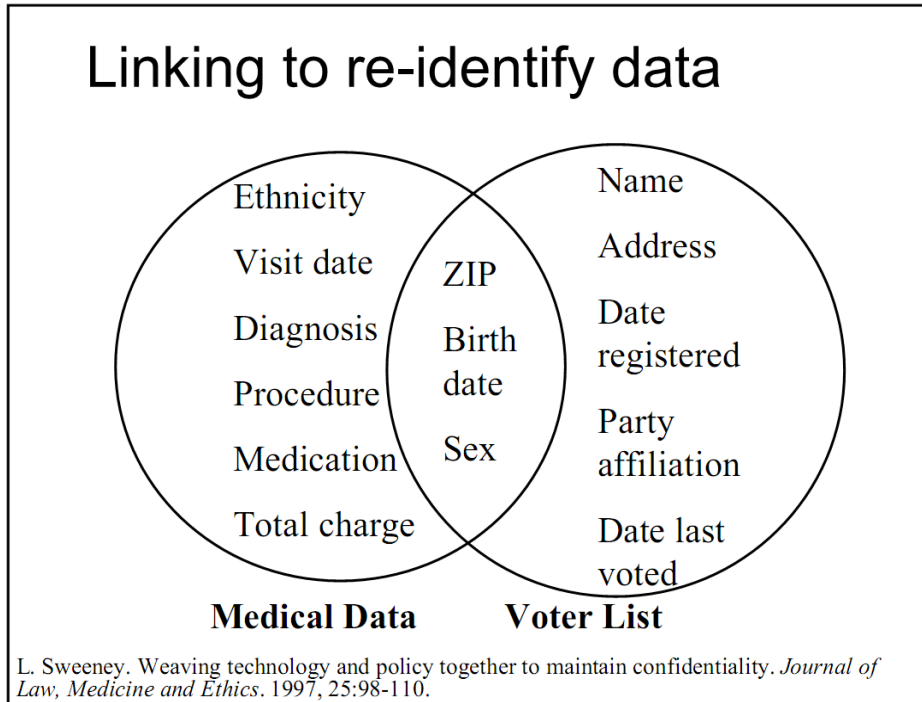 Linking to re-identify data
Ethnicity
Visit date
Diagnosis
Procedure
Medication
Total charge
ZIP
Birth
date
Sex
Name
Address
Date
registered
Party
affiliation
Date last
voted
Medical Data
Voter List
L. Sweeney. Weaving technology and policy together to maintain confidentiality. Journal of
Law, Medicine and Ethics. 1997, 25:98-110.